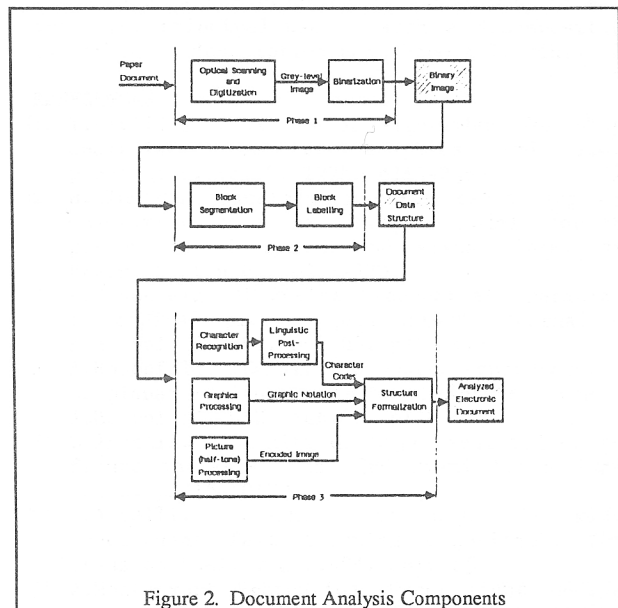 Paper
Document
Optical Scanning
and
Digitization
Grey-level
Image
Binarization
Binary
Image
Phase 1
Block
Segmentation
Block
Labelling
Document
Data
Structure
Phase 2
Character
Recognition
Linguistic
Post-
Processing
Character
Codes
Graphics
Processing
Graphic Notation
Structure
Formalization
Analyzed
Electronic
Document
Picture
(half-tone)
Processing
Encoded Image
Phase 3
Figure 2. Document Analysis Components